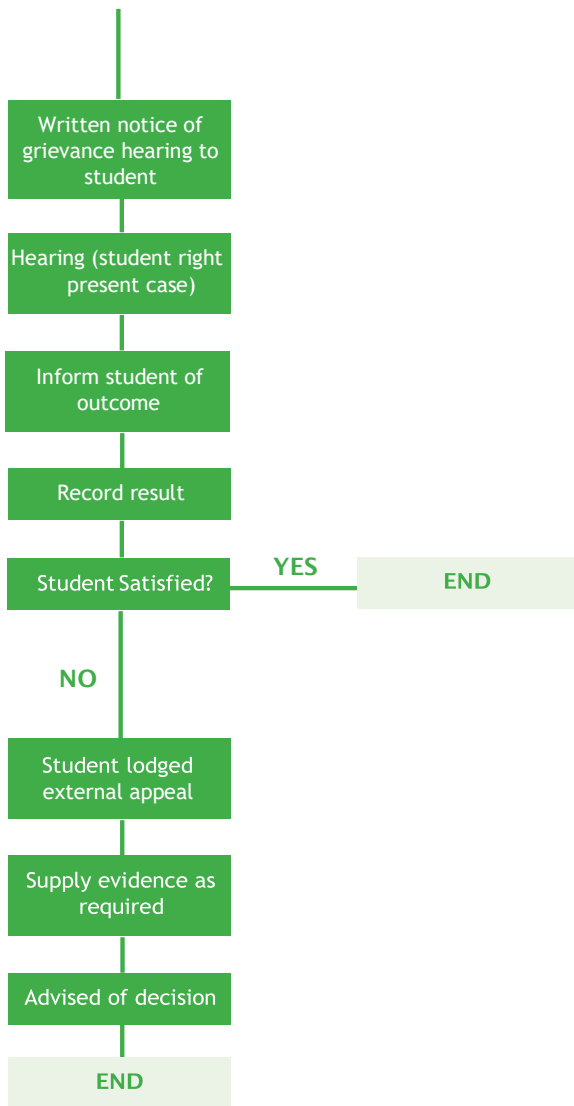 Written notice of
grievance hearing to
student
Hearing (student right
present case)
Inform student of
outcome
Record result
Student Satisfied?
YES
END
NO
Student lodged
external appeal
Supply evidence as
required
Advised of decision
END